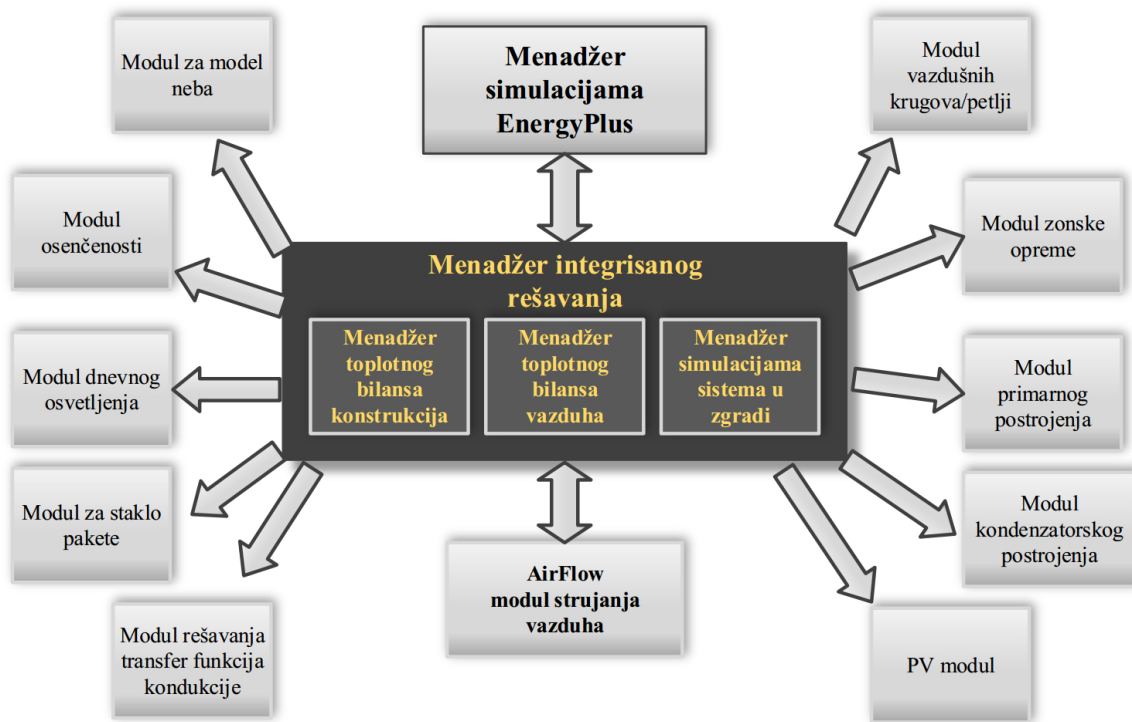 Modul za model
neba
Menadžer
simulacijama
EnergyPlus
Modul
vazdušnih
krugova/petlji
Modul
osenčenosti
Modul zonske
opreme
Menadžer integrisanog
rešavanja
Menadžer
toplotnog
bilansa
konstrukcija
Menadžer
toplotnog
bilansa
vazduha
Menadžer
simulacijama
sistema u
zgradi
Modul dnevnog
osvetljenja
Modul
primarnog
postrojenja
Modul za staklo
pakete
Modul
kondenzatorskog
postrojenja
AirFlow
modul strujanja
vazduha
Modul rešavanja
transfer funkcija
kondukcije
PV modul